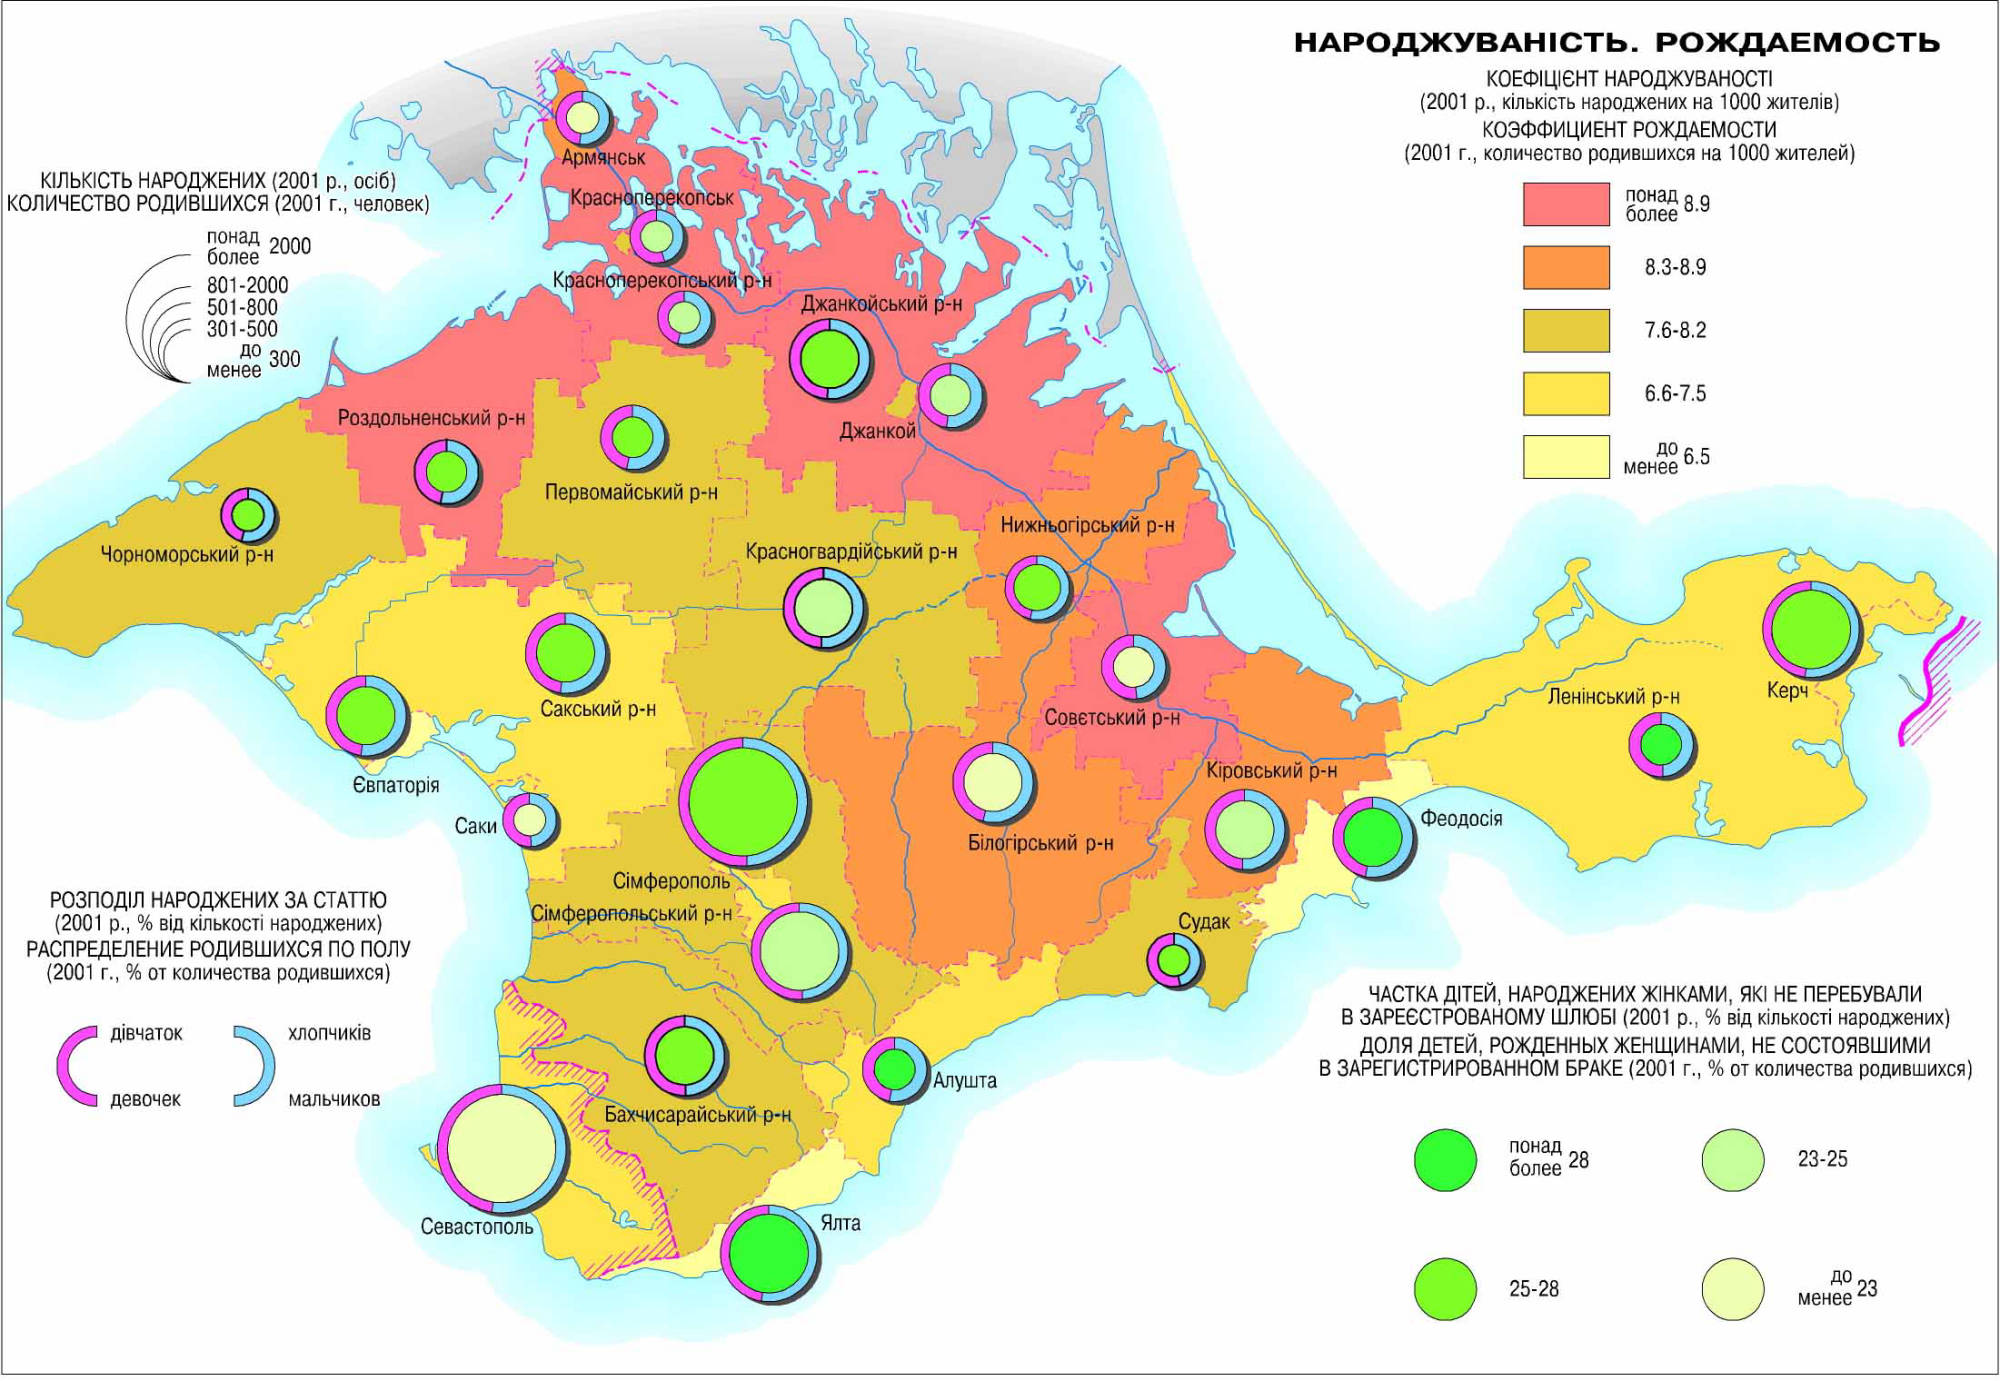 НАРОДЖУВАНІСТЬ. РОЖДАЕМОСТЬ
КОЕФІЦІЄНТ НАРОДЖУВАНОСТІ
(2001 р., кількість народжених на 1000 жителів)
КОЭФФИЦИЕНТ РОЖДАЕМОСТИ
(2001 г., количество родившихся на 1000 жителей)
понад
более 8.9
8.3-8.9
7.6-8.2
6.6-7.5
до
менее 6.5
КІЛЬКІСТЬ НАРОДЖЕНИХ (2001 р., осіб)
КОЛИЧЕСТВО РОДИВШИХСЯ (2001 г., человек)
понад
более 2000
801-2000
501-800
301-500
до
менее 300
Армянськ
Красноперекопськ
Красноперекопський р-н
Джанкойський р-н
Роздольненський р-н
Джанкой
Первомайський р-н
Нижньогірський р-н
Чорноморський р-н
Красногвардійський р-н
Сакський р-н
Совєтський р-н
Ленінський р-н
Керч
Євпаторія
Кіровський р-н
Саки
Феодосія
Білогірський р-н
Сімферополь
Сімферопольський р-н
Судак
Алушта
Бахчисарайський р-н
Севастополь
Ялта
РОЗПОДІЛ НАРОДЖЕНИХ ЗА СТАТТЮ
(2001 р., % від кількості народжених)
РАСПРЕДЕЛЕНИЕ РОДИВШИХСЯ ПО ПОЛУ
(2001 г., % от количества родившихся)
дівчаток хлопчиків
девочек мальчиков
ЧАСТКА ДІТЕЙ, НАРОДЖЕНИХ ЖІНКАМИ, ЯКІ НЕ ПЕРЕБУВАЛИ
В ЗАРЕЄСТРОВАНОМУ ШЛЮБІ (2001 р., % від кількості народжених)
ДОЛЯ ДЕТЕЙ, РОЖДЕННЫХ ЖЕНЩИНАМИ, НЕ СОСТОЯВШИМИ
В ЗАРЕГИСТРИРОВАННОМ БРАКЕ (2001 г., % от количества родившихся)
понад
более 28
23-25
25-28
до
менее 23